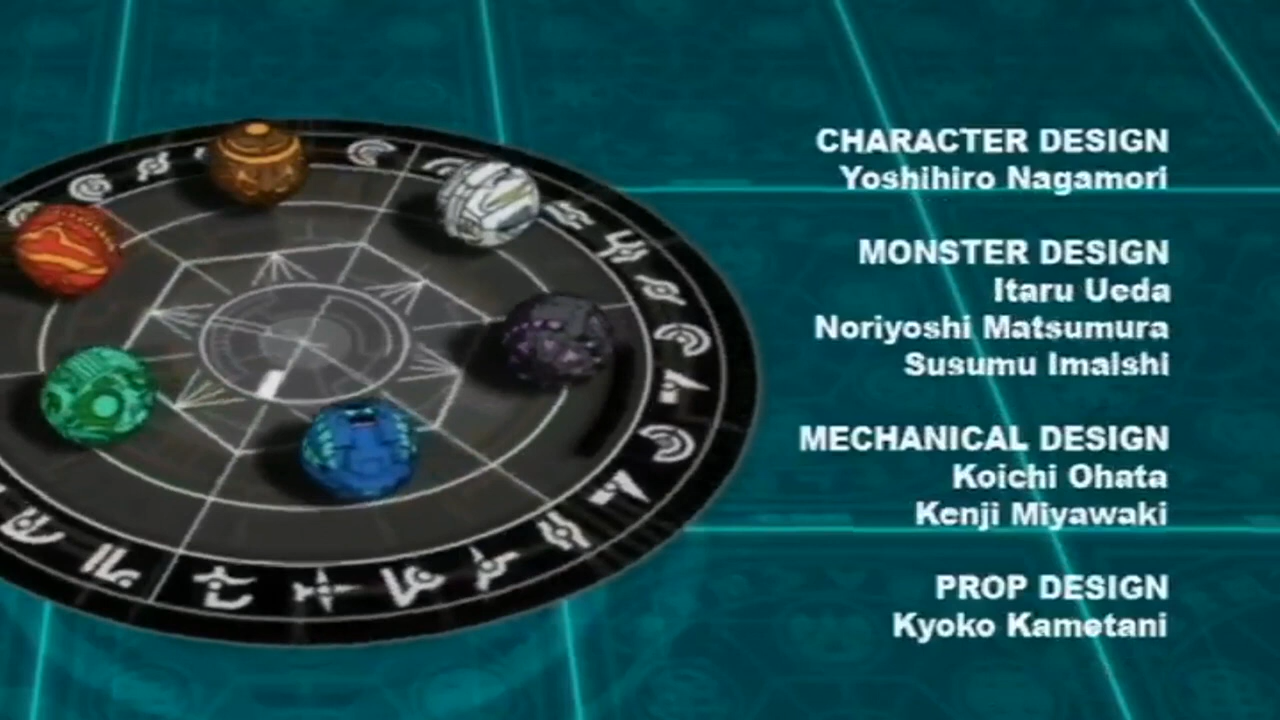 CHARACTER DESIGN
Yoshihiro Nagamori
MONSTER DESIGN
Itaru Ueda
Noriyoshi Matsumura
Susumu Imaishi
MECHANICAL DESIGN
Koichi Ohata
Kenji Miyawaki
PROP DESIGN
Kyoko Kametani